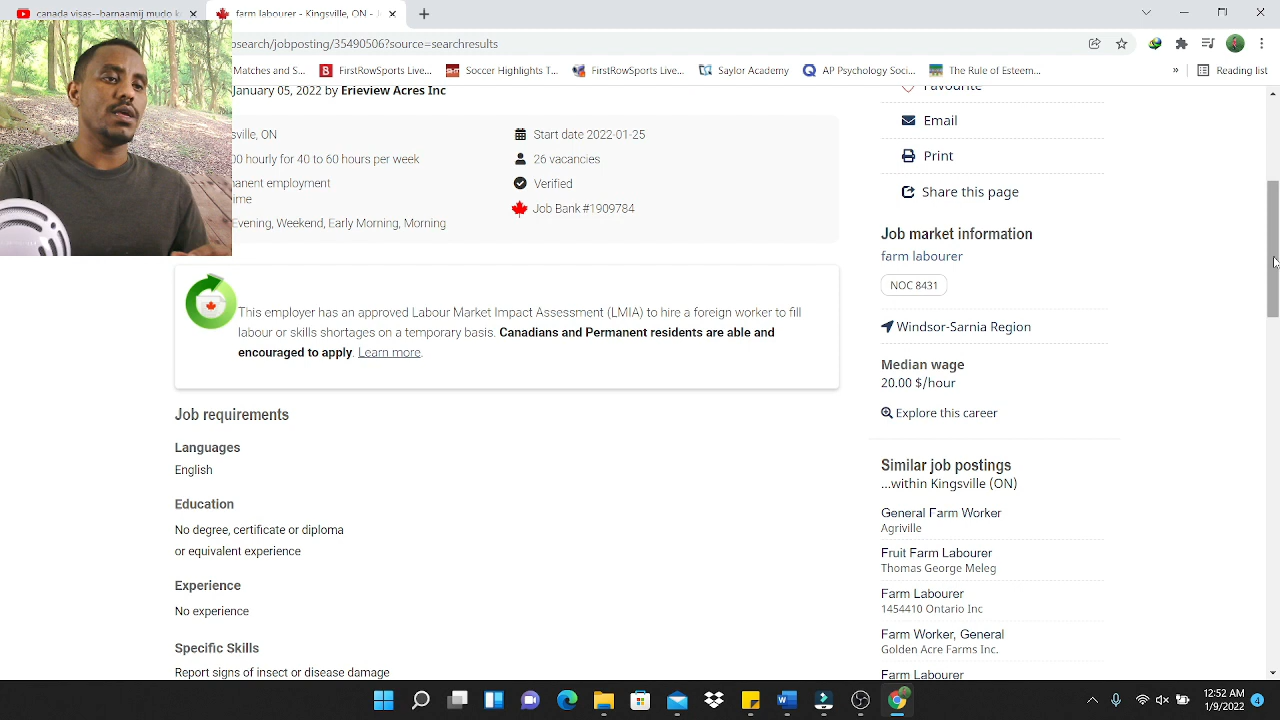 canada visas--marnamij mudo
ingsville, ON - Job posting
search/jobposting/35490506?source=searchresults
Matches and S...
FirstRowSports Live...
Soccer Highlights...
FirstRowSports Live...
Saylor Academy
AP Psychology Soci...
The Rule of Esteem...
»
Reading list
January 05, 2022 by Erieview Acres Inc
sville, ON
00 hourly for 40 to 60 hours per week
manent employment
ime
Evening, Weekend, Early Morning, Morning
Start date 2022-01-25
26 vacancies
Verified
Job Bank #1909784
This employer has an approved Labour Market Impact Assessment (LMIA) to hire a foreign worker to fill
labour or skills shortages on a temporary basis. Canadians and Permanent residents are able and
encouraged to apply. Learn more.
Job requirements
Languages
English
Education
No degree, certificate or diploma
or equivalent experience
Experience
No experience
Specific Skills
Report signs of insect or disease damage
Favourite
Email
Print
Share this page
Job market information
farm labourer
NOC 8431
Windsor-Sarnia Region
Median wage
20.00 $/hour
Explore this career
Similar job postings
...within Kingsville (ON)
General Farm Worker
Agriville
Fruit Farm Labourer
Thomas George Meleg
Farm Labourer
1454410 Ontario Inc
Farm Worker, General
Golden Acre Farms Inc.
Farm Labourer
12:52 AM
1/9/2022
4